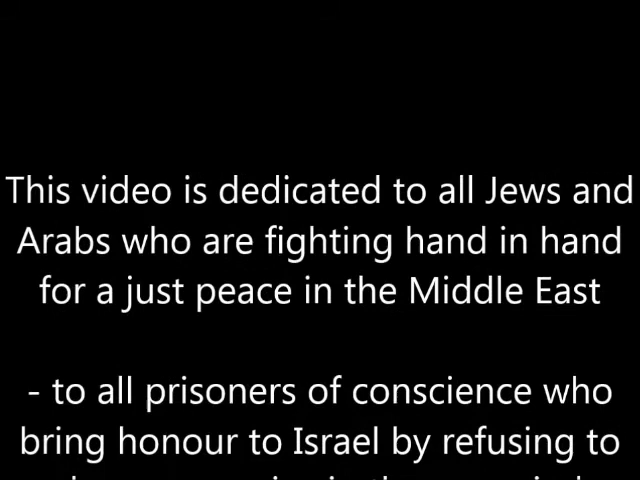 This video is dedicated to all Jews and
Arabs who are fighting hand in hand
for a just peace in the Middle East
- to all prisoners of conscience who
bring honour to Israel by refusing to